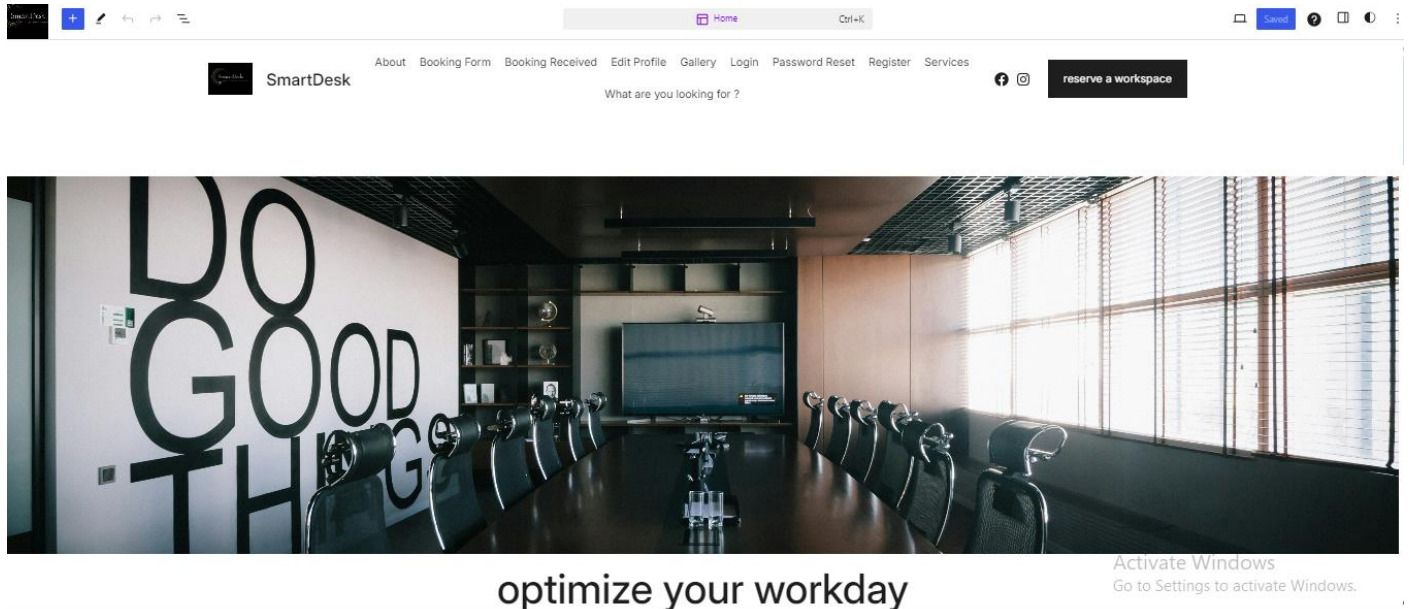 Home Ctrl+K
Saved
SmartDesk
About Booking Form Booking Received Edit Profile Gallery Login Password Reset Register Services
What are you looking for ?
reserve a workspace
DO
GOOD
THING
optimize your workday
Activate Windows
Go to Settings to activate Windows.